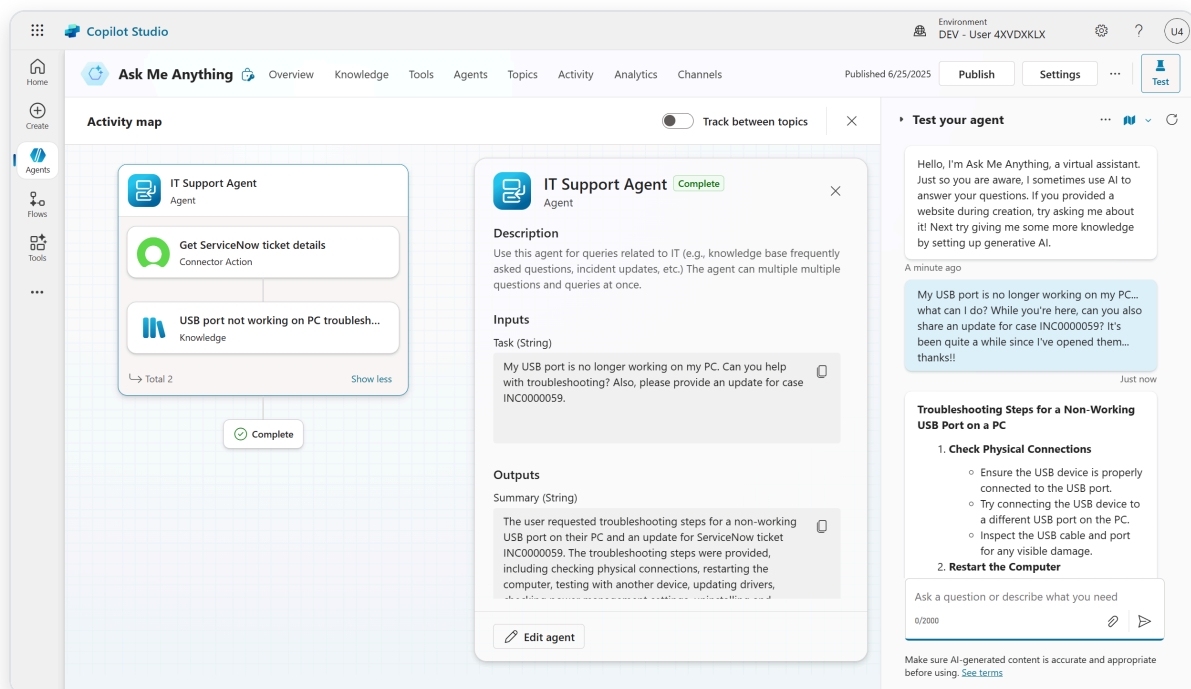 Copilot Studio
Environment
DEV - User 4XVDXKLX
?
U4
Home
Create
Agents
Flows
Tools
Ask Me Anything
Overview
Knowledge
Tools
Agents
Topics
Activity
Analytics
Channels
Published 6/25/2025
Publish
Settings
Test
Activity map
Track between topics
IT Support Agent
Agent
Get ServiceNow ticket details
Connector Action
USB port not working on PC troublesh...
Knowledge
Total 2
Show less
Complete
IT Support Agent
Complete
Agent
Description
Use this agent for queries related to IT (e.g., knowledge base frequently
asked questions, incident updates, etc.) The agent can multiple multiple
questions and queries at once.
Inputs
Task (String)
My USB port is no longer working on my PC. Can you help
with troubleshooting? Also, please provide an update for case
INC0000059.
Outputs
Summary (String)
The user requested troubleshooting steps for a non-working
USB port on their PC and an update for ServiceNow ticket
INC0000059. The troubleshooting steps were provided,
including checking physical connections, restarting the
computer, testing with another device, updating drivers,
checking power management settings, uninstalling and
Edit agent
Test your agent
Hello, I'm Ask Me Anything, a virtual assistant.
Just so you are aware, I sometimes use AI to
answer your questions. If you provided a
website during creation, try asking me about
it! Next try giving me some more knowledge
by setting up generative AI.
A minute ago
My USB port is no longer working on my PC...
what can I do? While you're here, can you also
share an update for case INC0000059? It's
been quite a while since I've opened them...
thanks!!
Just now
Troubleshooting Steps for a Non-Working
USB Port on a PC
1. Check Physical Connections
Ensure the USB device is properly
connected to the USB port.
Try connecting the USB device to
a different USB port on the PC.
Inspect the USB cable and port
for any visible damage.
2. Restart the Computer
Ask a question or describe what you need
0/2000
Make sure AI-generated content is accurate and appropriate
before using. See terms